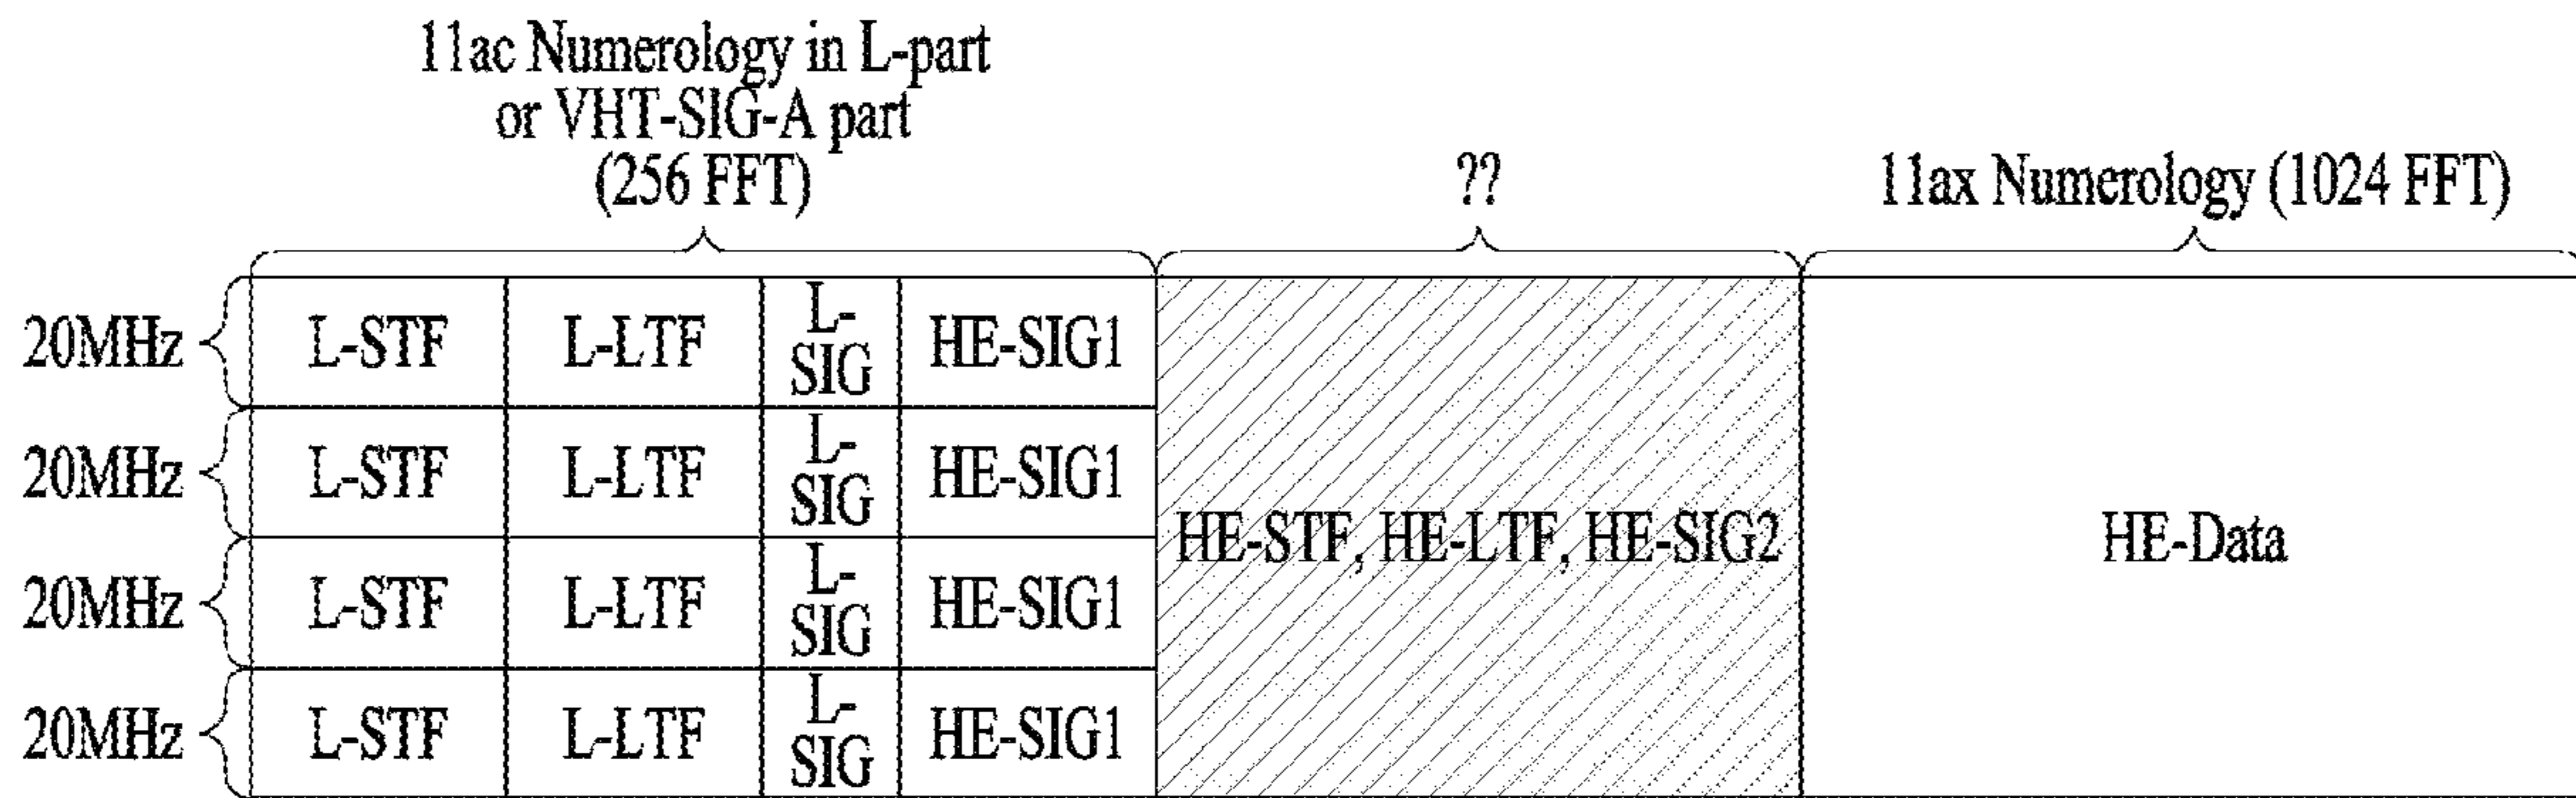 11ac Numerology in L-part
or VHT-SIG-A part
(256 FFT)
??
11ax Numerology (1024 FFT)
20MHz
L-STF
L-LTF
L-
SIG
HE-SIG1
20MHz
L-STF
L-LTF
L-
SIG
HE-SIG1
HE-STF, HE-LTF, HE-SIG2
HE-Data
20MHz
L-STF
L-LTF
L-
SIG
HE-SIG1
20MHz
L-STF
L-LTF
L-
SIG
HE-SIG1